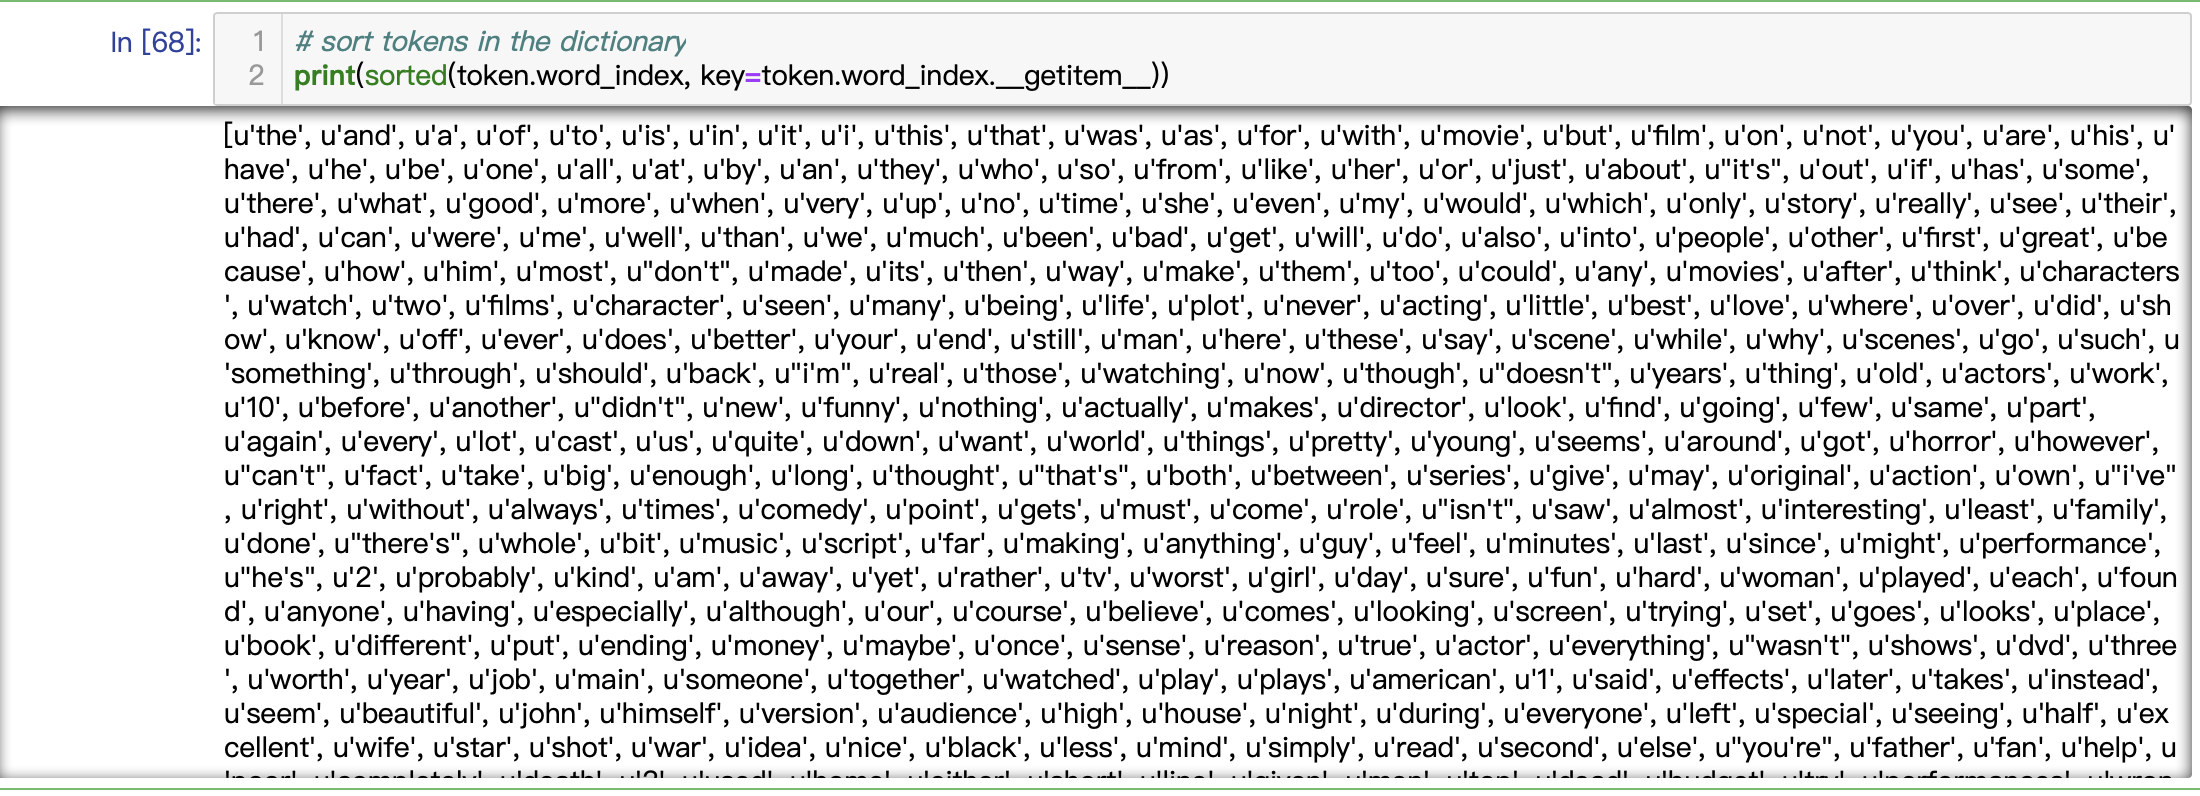 In [68]:
1 # sort tokens in the dictionary
2 print(sorted(token.word_index, key=token.word_index.__getitem__))
[u'the', u'and', u'a', u'of', u'to', u'is', u'in', u'it', u'i', u'this', u'that', u'was', u'as', u'for', u'with', u'movie', u'but', u'film', u'on', u'not', u'you', u'are', u'his', u'
have', u'he', u'be', u'one', u'all', u'at', u'by', u'an', u'they', u'who', u'so', u'from', u'like', u'her', u'or', u'just', u'about', u"it's", u'out', u'if', u'has', u'some',
u'there', u'what', u'good', u'more', u'when', u'very', u'up', u'no', u'time', u'she', u'even', u'my', u'would', u'which', u'only', u'story', u'really', u'see', u'their',
u'had', u'can', u'were', u'me', u'well', u'than', u'we', u'much', u'been', u'bad', u'get', u'will', u'do', u'also', u'into', u'people', u'other', u'first', u'great', u'be
cause', u'how', u'him', u'most', u"don't", u'made', u'its', u'then', u'way', u'make', u'them', u'too', u'could', u'any', u'movies', u'after', u'think', u'characters
', u'watch', u'two', u'films', u'character', u'seen', u'many', u'being', u'life', u'plot', u'never', u'acting', u'little', u'best', u'love', u'where', u'over', u'did', u'sh
ow', u'know', u'off', u'ever', u'does', u'better', u'your', u'end', u'still', u'man', u'here', u'these', u'say', u'scene', u'while', u'why', u'scenes', u'go', u'such', u
'something', u'through', u'should', u'back', u"i'm", u'real', u'those', u'watching', u'now', u'though', u"doesn't", u'years', u'thing', u'old', u'actors', u'work',
u'10', u'before', u'another', u"didn't", u'new', u'funny', u'nothing', u'actually', u'makes', u'director', u'look', u'find', u'going', u'few', u'same', u'part',
u'again', u'every', u'lot', u'cast', u'us', u'quite', u'down', u'want', u'world', u'things', u'pretty', u'young', u'seems', u'around', u'got', u'horror', u'however',
u"can't", u'fact', u'take', u'big', u'enough', u'long', u'thought', u"that's", u'both', u'between', u'series', u'give', u'may', u'original', u'action', u'own', u"i've"
, u'right', u'without', u'always', u'times', u'comedy', u'point', u'gets', u'must', u'come', u'role', u"isn't", u'saw', u'almost', u'interesting', u'least', u'family',
u'done', u"there's", u'whole', u'bit', u'music', u'script', u'far', u'making', u'anything', u'guy', u'feel', u'minutes', u'last', u'since', u'might', u'performance',
u"he's", u'2', u'probably', u'kind', u'am', u'away', u'yet', u'rather', u'tv', u'worst', u'girl', u'day', u'sure', u'fun', u'hard', u'woman', u'played', u'each', u'foun
d', u'anyone', u'having', u'especially', u'although', u'our', u'course', u'believe', u'comes', u'looking', u'screen', u'trying', u'set', u'goes', u'looks', u'place',
u'book', u'different', u'put', u'ending', u'money', u'maybe', u'once', u'sense', u'reason', u'true', u'actor', u'everything', u"wasn't", u'shows', u'dvd', u'three
', u'worth', u'year', u'job', u'main', u'someone', u'together', u'watched', u'play', u'plays', u'american', u'1', u'said', u'effects', u'later', u'takes', u'instead',
u'seem', u'beautiful', u'john', u'himself', u'version', u'audience', u'high', u'house', u'night', u'during', u'everyone', u'left', u'special', u'seeing', u'half', u'ex
cellent', u'wife', u'star', u'shot', u'war', u'idea', u'nice', u'black', u'less', u'mind', u'simply', u'read', u'second', u'else', u"you're", u'father', u'fan', u'help', u